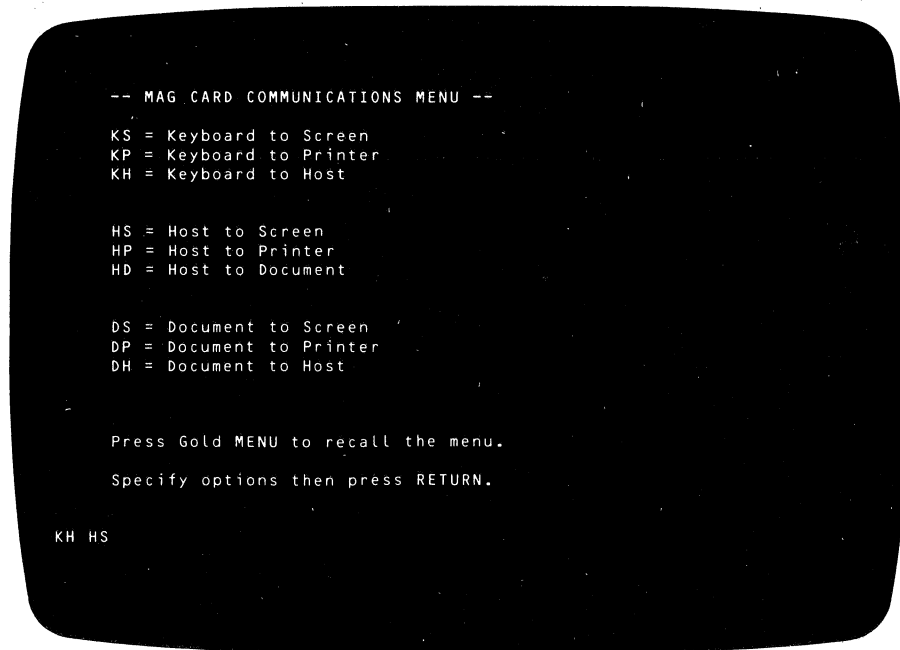 -- MAG CARD COMMUNICATIONS MENU --
KS = Keyboard to Screen
KP = Keyboard to Printer
KH = Keyboard to Host
HS = Host to Screen
HP = Host to Printer
HD = Host to Document
DS = Document to Screen
DP = Document to Printer
DH = Document to Host
Press Gold MENU to recall the menu.
Specify options then press RETURN.
KH HS